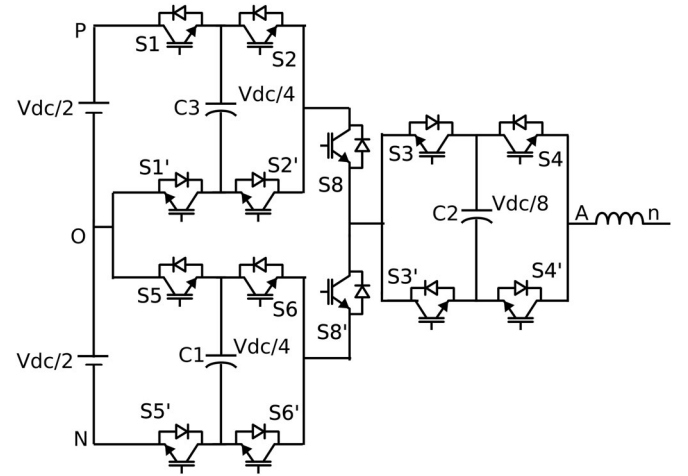 P
S1
S2
Vdc/2
C3
Vdc/4
S1'
S2'
S8
S3
S4
C2
Vdc/8
A
n
O
S5
S6
S3'
S4'
S8'
Vdc/2
C1
Vdc/4
S5'
S6'
N